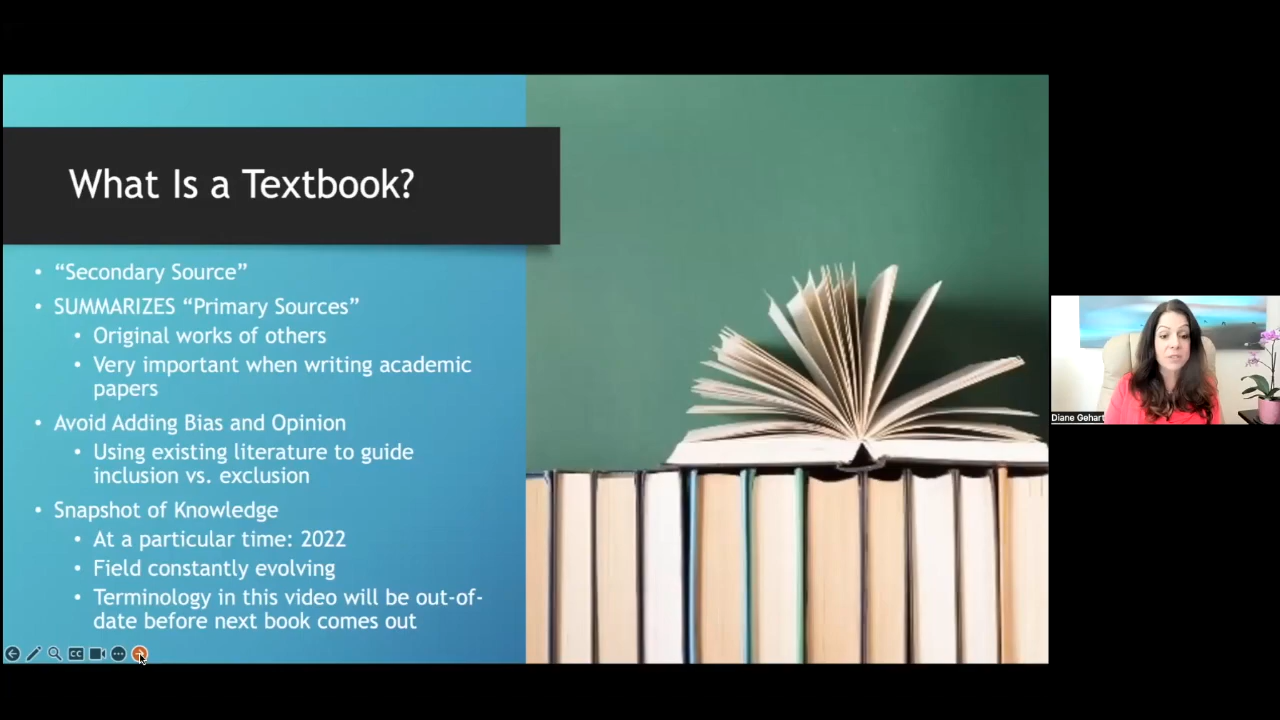 What Is a Textbook?
• “Secondary Source”
• SUMMARIZES “Primary Sources”
• Original works of others
• Very important when writing academic
papers
• Avoid Adding Bias and Opinion
• Using existing literature to guide
inclusion vs. exclusion
• Snapshot of Knowledge
• At a particular time: 2022
• Field constantly evolving
• Terminology in this video will be out-of-
date before next book comes out
CC
Diane Gehart